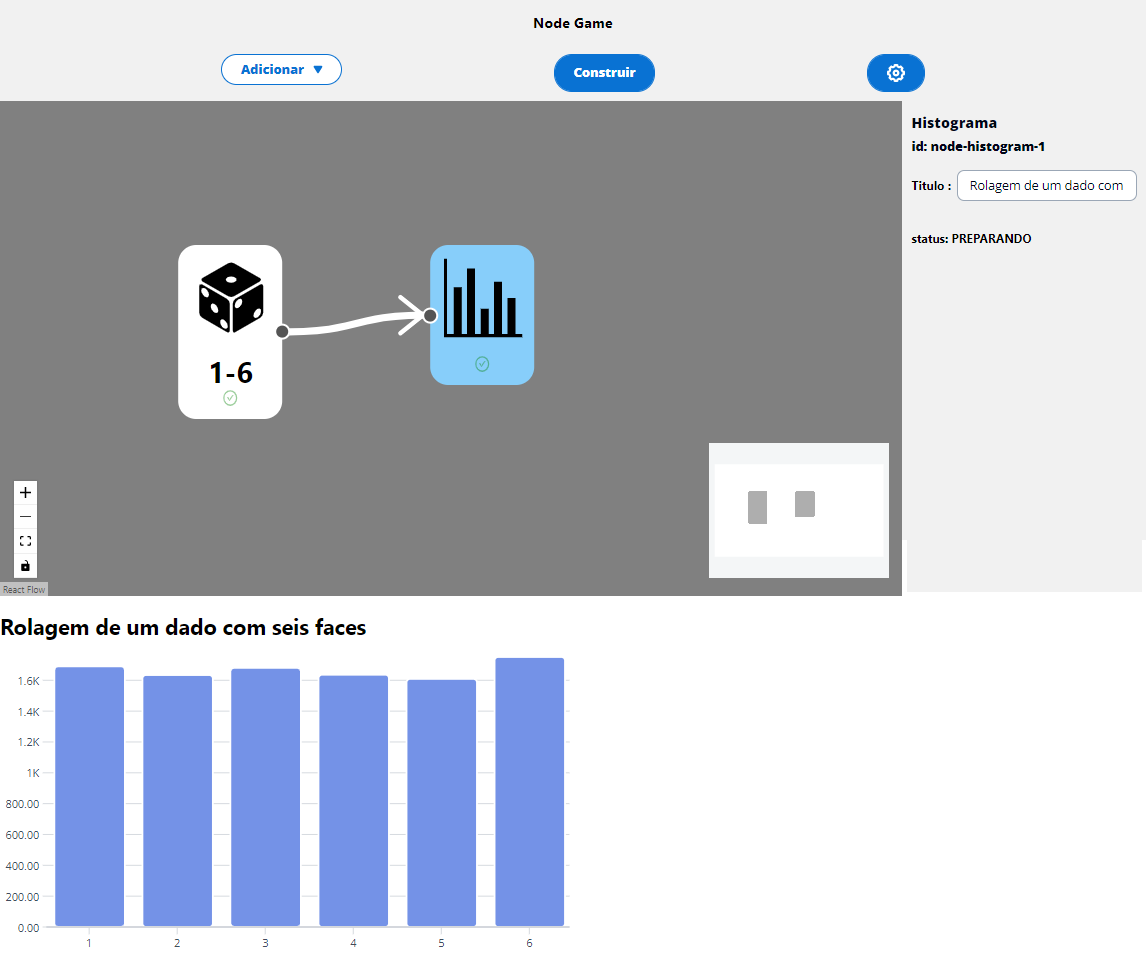 Node Game
Adicionar ▼
Construir
Histograma
id: node-histogram-1
Título :
Rolagem de um dado com
status: PREPARANDO
1-6
React Flow
Rolagem de um dado com seis faces
1.6K
1.4K
1.2K
1K
800.00
600.00
400.00
200.00
0.00
1 2 3 4 5 6